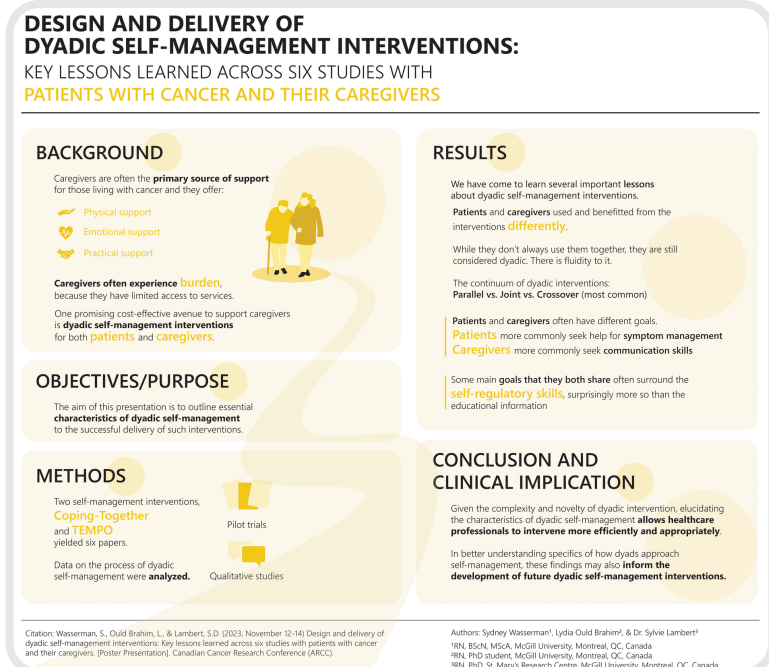 DESIGN AND DELIVERY OF
DYADIC SELF-MANAGEMENT INTERVENTIONS:
KEY LESSONS LEARNED ACROSS SIX STUDIES WITH
PATIENTS WITH CANCER AND THEIR CAREGIVERS
BACKGROUND
Caregivers are often the primary source of support
for those living with cancer and they offer:
Physical support
Emotional support
Practical support
Caregivers often experience burden,
because they have limited access to services.
One promising cost-effective avenue to support caregivers
is dyadic self-management interventions
for both patients and caregivers.
OBJECTIVES/PURPOSE
The aim of this presentation is to outline essential
characteristics of dyadic self-management
to the successful delivery of such interventions.
METHODS
Two self-management interventions,
Coping-Together
and TEMPO
yielded six papers.
Data on the process of dyadic
self-management were analyzed.
Pilot trials
Qualitative studies
RESULTS
We have come to learn several important lessons
about dyadic self-management interventions.
Patients and caregivers used and benefitted from the
interventions differently.
While they don't always use them together, they are still
considered dyadic. There is fluidity to it.
The continuum of dyadic interventions:
Parallel vs. Joint vs. Crossover (most common)
Patients and caregivers often have different goals.
Patients more commonly seek help for symptom management
Caregivers more commonly seek communication skills
Some main goals that they both share often surround the
self-regulatory skills, surprisingly more so than the
educational information
CONCLUSION AND
CLINICAL IMPLICATION
Given the complexity and novelty of dyadic intervention, elucidating
the characteristics of dyadic self-management allows healthcare
professionals to intervene more efficiently and appropriately.
In better understanding specifics of how dyads approach
self-management, these findings may also inform the
development of future dyadic self-management interventions.
Citation: Wasserman, S., Ould Brahim, L., & Lambert, S.D. (2023, November 12-14) Design and delivery of
dyadic self-management interventions: Key lessons learned across six studies with patients with cancer
and their caregivers. [Poster Presentation]. Canadian Cancer Research Conference (ARCC).
Authors: Sydney Wasserman¹, Lydia Ould Brahim², & Dr. Sylvie Lambert³
¹RN, BScN, MScA, McGill University, Montreal, QC, Canada
²RN, PhD student, McGill University, Montreal, QC, Canada
³RN, PhD, St. Mary's Research Centre, McGill University, Montreal, QC, Canada